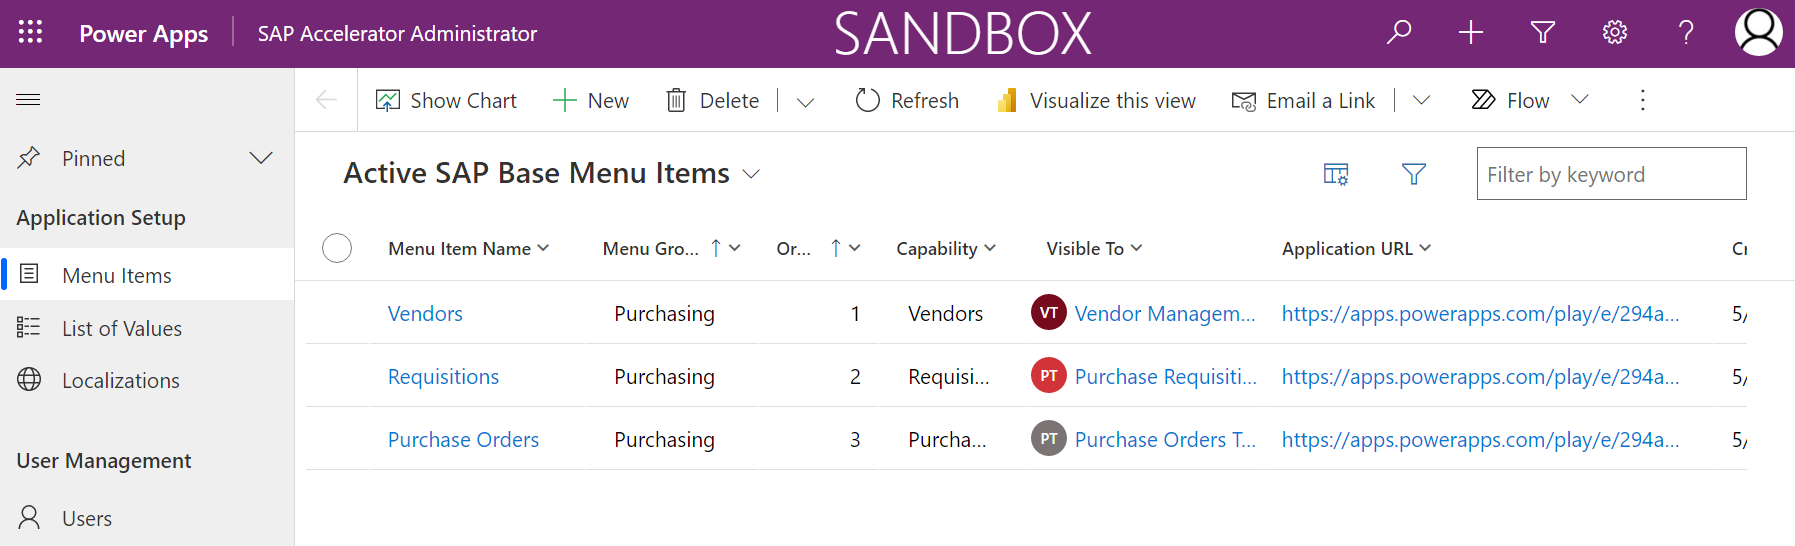 Power Apps SAP Accelerator Administrator SANDBOX
Show Chart New Delete Refresh Visualize this view Email a Link Flow
Pinned
Active SAP Base Menu Items
Filter by keyword
Application Setup
Menu Item Name Menu Gro... Or... Capability Visible To Application URL
Menu Items
Vendors Purchasing 1 Vendors VT Vendor Managem... https://apps.powerapps.com/play/e/294a... 5/
List of Values
Requisitions Purchasing 2 Requisi... PT Purchase Requisiti... https://apps.powerapps.com/play/e/294a... 5/
Localizations
Purchase Orders Purchasing 3 Purcha... PT Purchase Orders T... https://apps.powerapps.com/play/e/294a... 5/
User Management
Users